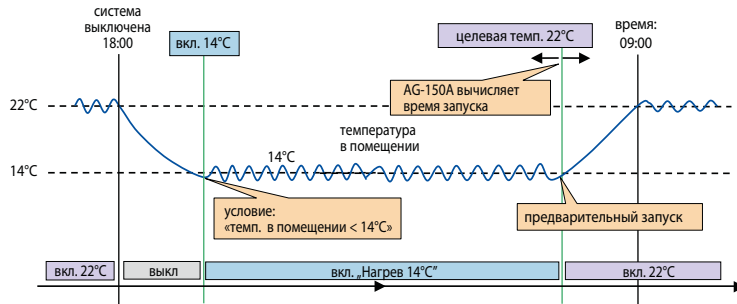 система
выключена
18:00
вкл. 14°C
целевая темп. 22°C
время:
09:00
AG-150A вычисляет
время запуска
22°C
температура
в помещении
14°C
14°C
условие:
«темп. в помещении < 14°C»
предварительный запуск
вкл. 22°C
выкл
вкл. „Нагрев 14°C"
вкл. 22°C